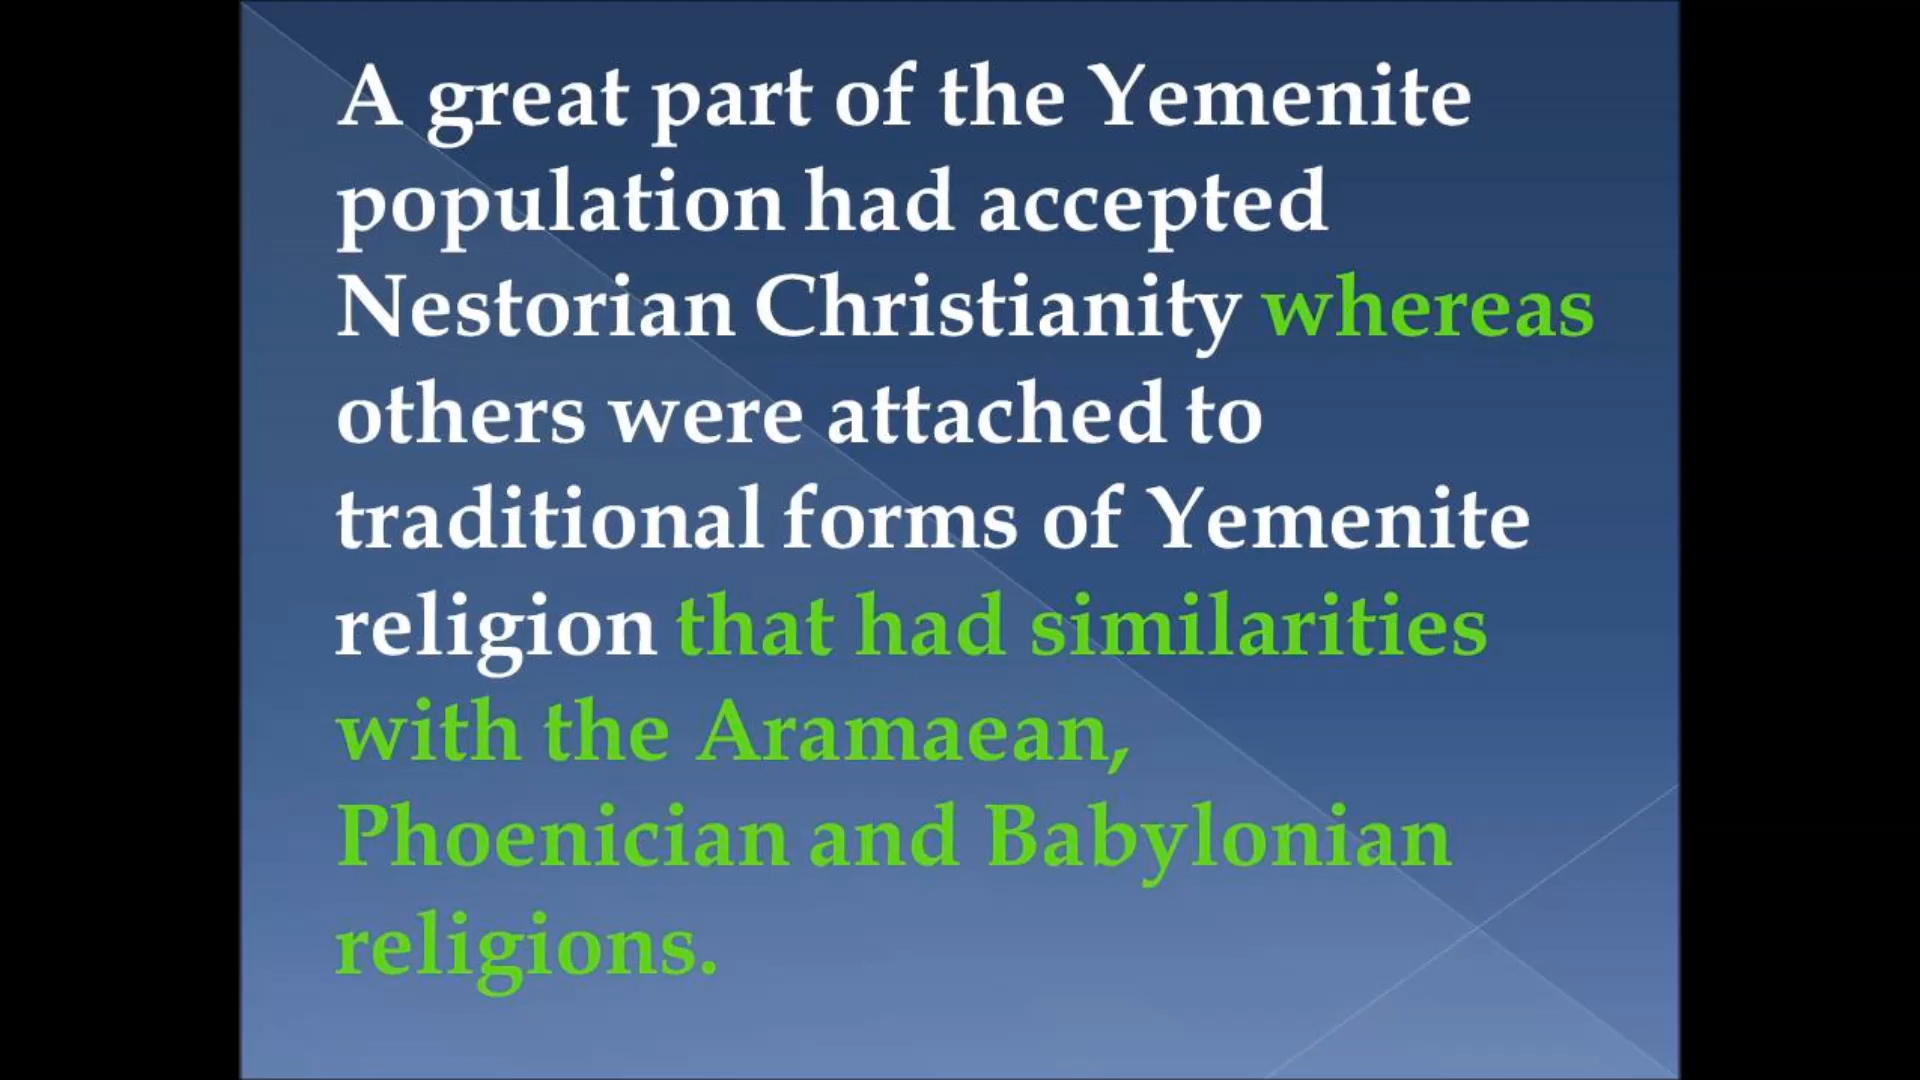 A great part of the Yemenite
population had accepted
Nestorian Christianity whereas
others were attached to
traditional forms of Yemenite
religion that had similarities
with the Aramaean,
Phoenician and Babylonian
religions.